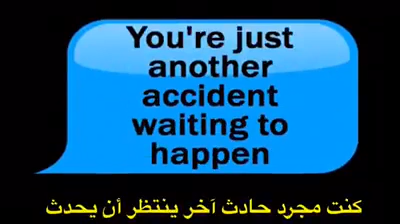 You're just
another
accident
waiting to
happen
كنت مجرد حادث آخر ينتظر أن يحدث